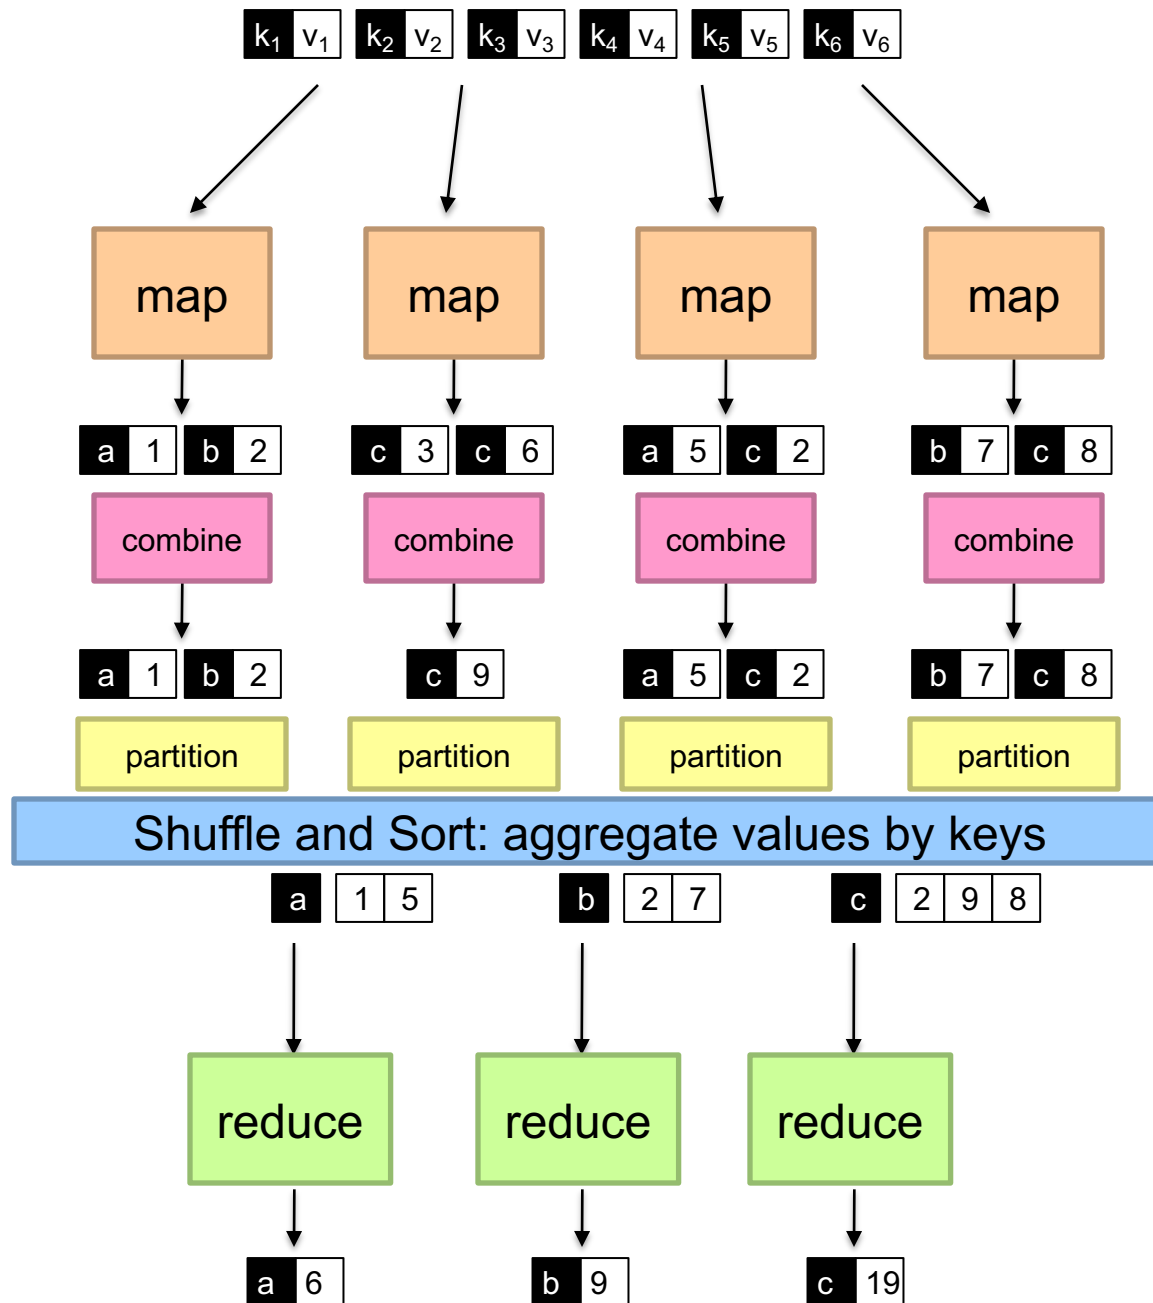 k₁ v₁ k₂ v₂ k₃ v₃ k₄ v₄ k₅ v₅ k₆ v₆
map map map map
a 1 b 2 c 3 c 6 a 5 c 2 b 7 c 8
combine combine combine combine
a 1 b 2 c 9 a 5 c 2 b 7 c 8
partition partition partition partition
Shuffle and Sort: aggregate values by keys
a 1 5 b 2 7 c 2 9 8
reduce reduce reduce
a 6 b 9 c 19